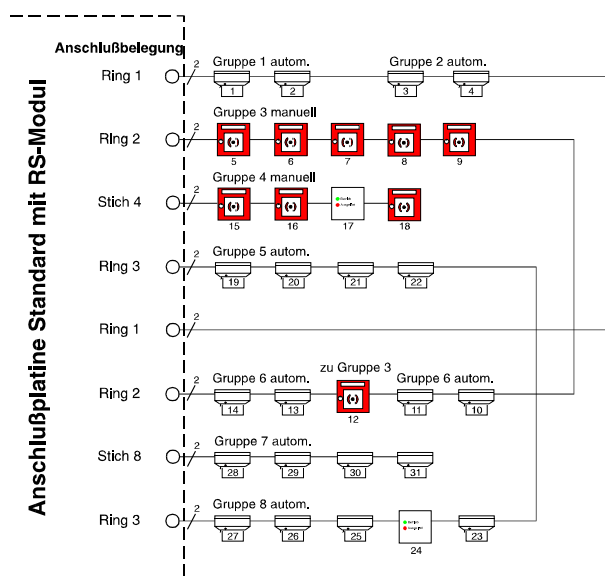 Anschlußplatine Standard mit RS-Modul
Anschlußbelegung
Ring 1
2
Gruppe 1 autom.
Gruppe 2 autom.
1 2 3 4
RIng 2
2
Gruppe 3 manuell
5 6 7 8 9
Stich 4
2
Gruppe 4 manuell
15 16 17 18
RIng 3
2
Gruppe 5 autom.
19 20 21 22
Ring 1
2
Ring 2
2
Gruppe 6 autom.
zu Gruppe 3
Gruppe 6 autom.
14 13 12 11 10
Stich 8
2
Gruppe 7 autom.
28 29 30 31
Ring 3
2
Gruppe 8 autom.
27 26 25 24 23